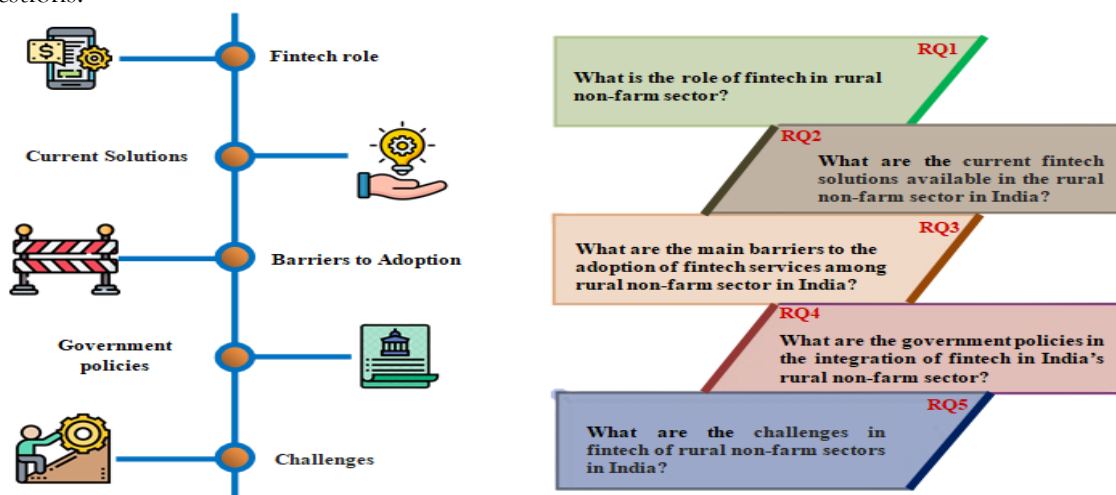 Fintech role
Current Solutions
Barriers to Adoption
Government
policies
Challenges
RQ1
What is the role of fintech in rural
non-farm sector?
RQ2
What are the current fintech
solutions available in the rural
non-farm sector in India?
RQ3
What are the main barriers to the
adoption of fintech services among
rural non-farm sector in India?
RQ4
What are the government policies in
the integration of fintech in India's
rural non-farm sector?
RQ5
What are the challenges in
fintech of rural non-farm sectors
in India?